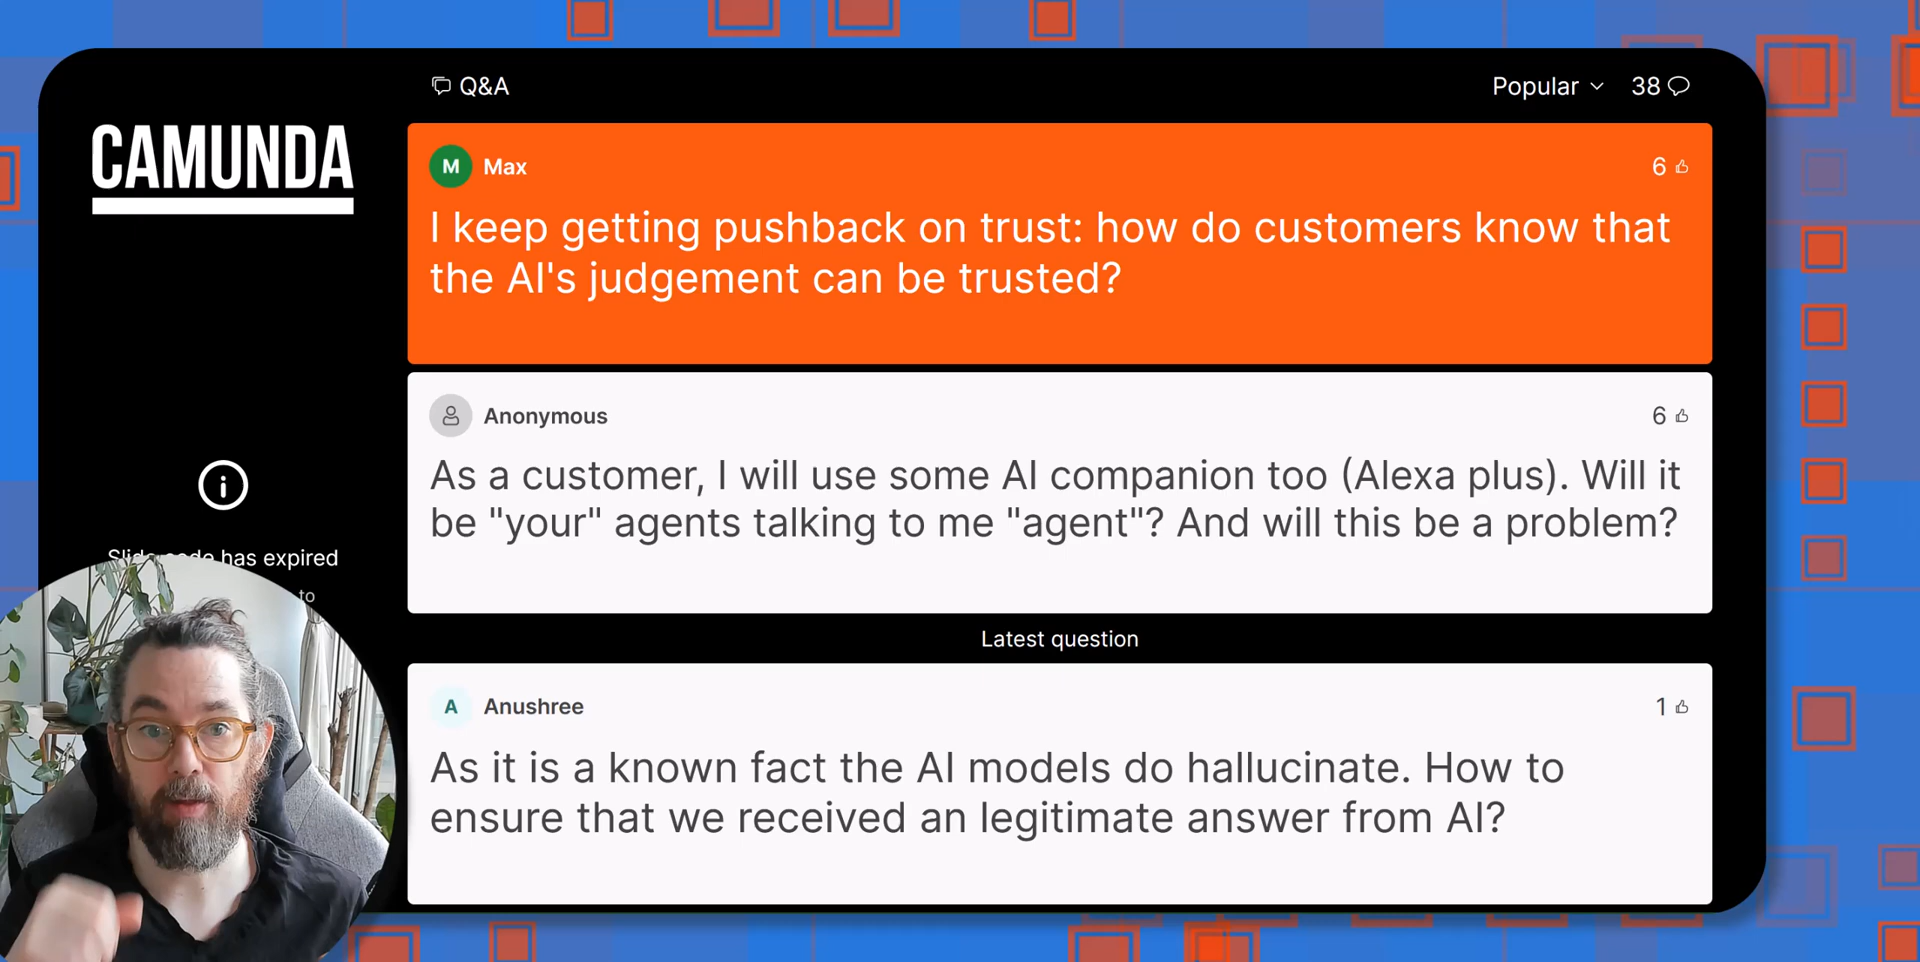 Q&A
Popular
38
CAMUNDA
M
Max
6
I keep getting pushback on trust: how do customers know that
the AI's judgement can be trusted?
Anonymous
6
As a customer, I will use some AI companion too (Alexa plus). Will it
be "your" agents talking to me "agent"? And will this be a problem?
has expired
to
Latest question
A
Anushree
1
As it is a known fact the AI models do hallucinate. How to
ensure that we received an legitimate answer from AI?